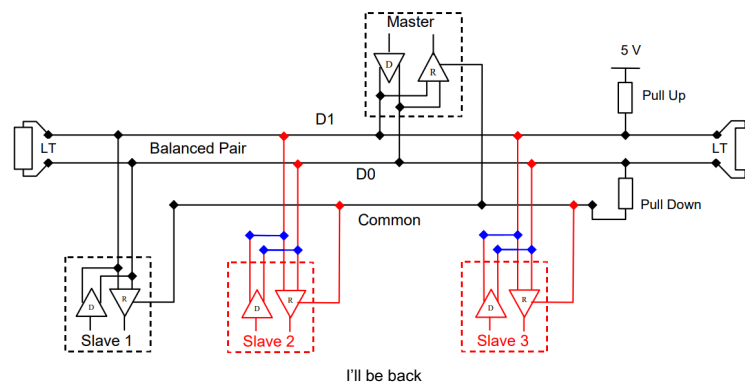 Master
D
R
5 V
Pull Up
D1
LT
Balanced Pair
LT
D0
Pull Down
Common
D
R
D
R
D
R
Slave 1
Slave 2
Slave 3
I'll be back